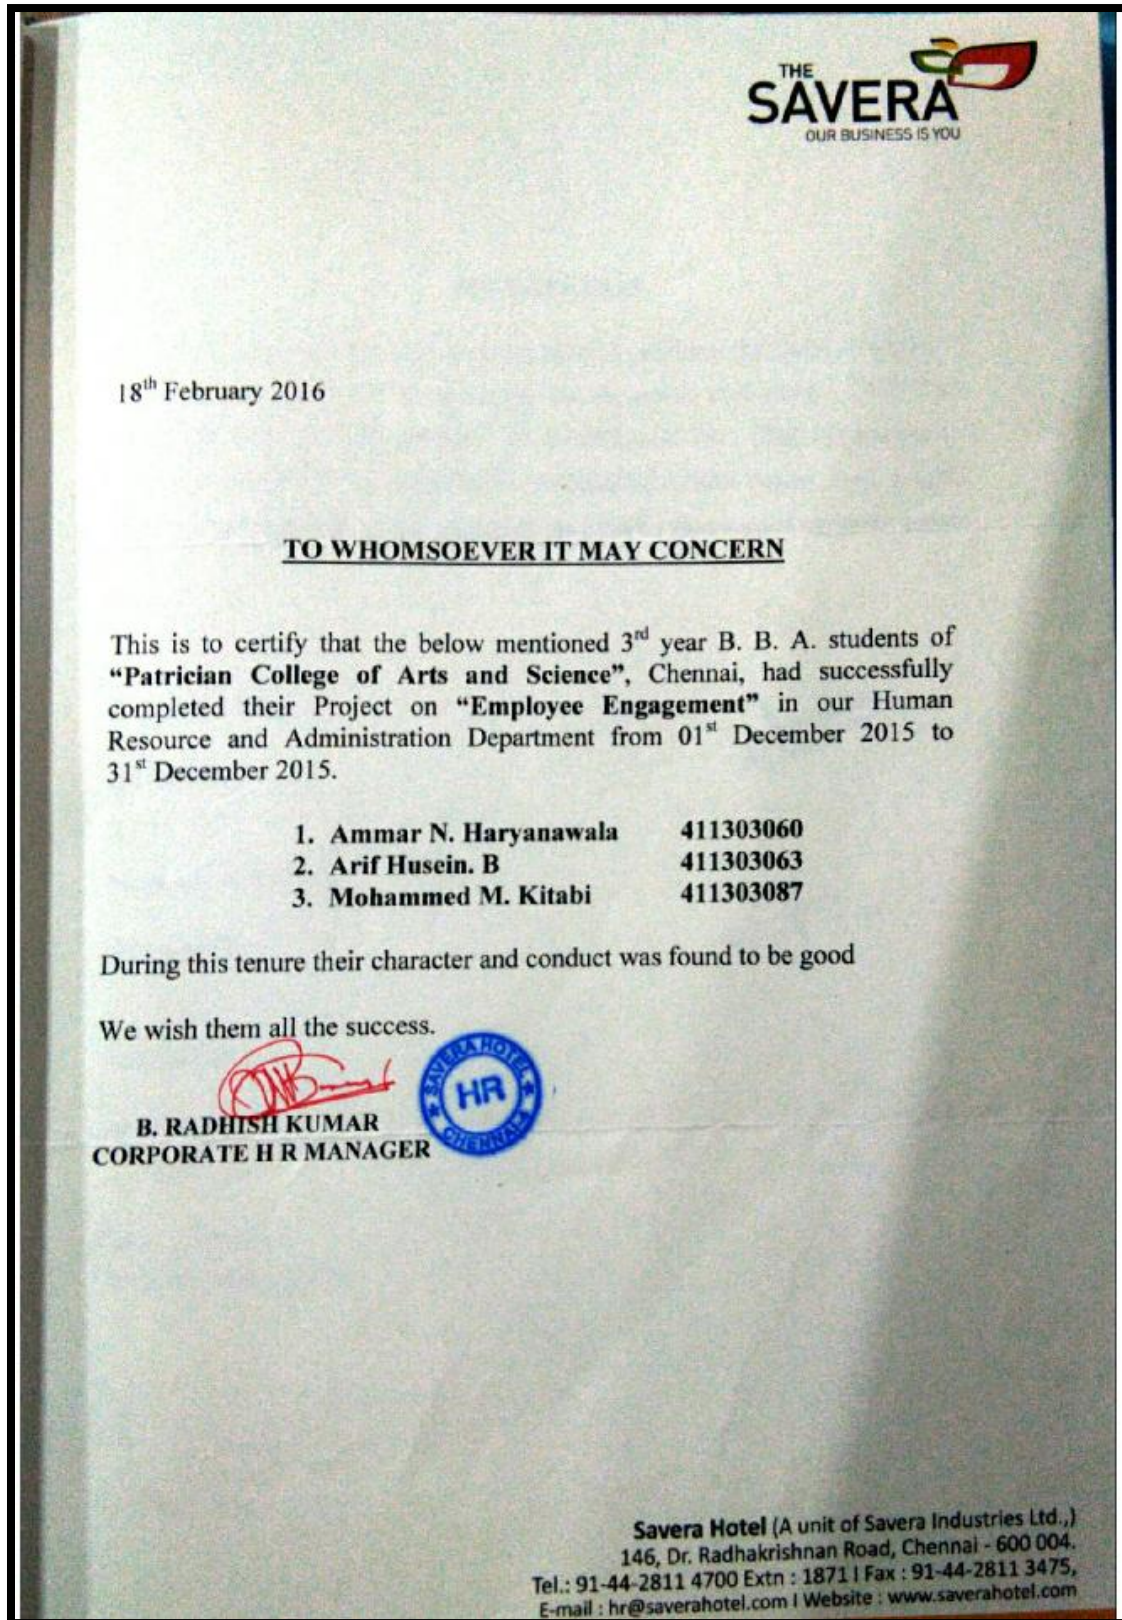 THE
SAVERA
OUR BUSINESS IS YOU
18th February 2016
TO WHOMSOEVER IT MAY CONCERN
This is to certify that the below mentioned 3rd year B. B. A. students of
“Patrician College of Arts and Science”, Chennai, had successfully
completed their Project on “Employee Engagement” in our Human
Resource and Administration Department from 01st December 2015 to
31st December 2015.
1. Ammar N. Haryanawala 411303060
2. Arif Husein. B 411303063
3. Mohammed M. Kitabi 411303087
During this tenure their character and conduct was found to be good
We wish them all the success.
SAVERA HOTEL
HR
CHENNAI
B. RADHISH KUMAR
CORPORATE H R MANAGER
Savera Hotel (A unit of Savera Industries Ltd.,)
146, Dr. Radhakrishnan Road, Chennai - 600 004.
Tel.: 91-44-2811 4700 Extn : 1871 I Fax : 91-44-2811 3475,
E-mail : hr@saverahotel.com I Website : www.saverahotel.com